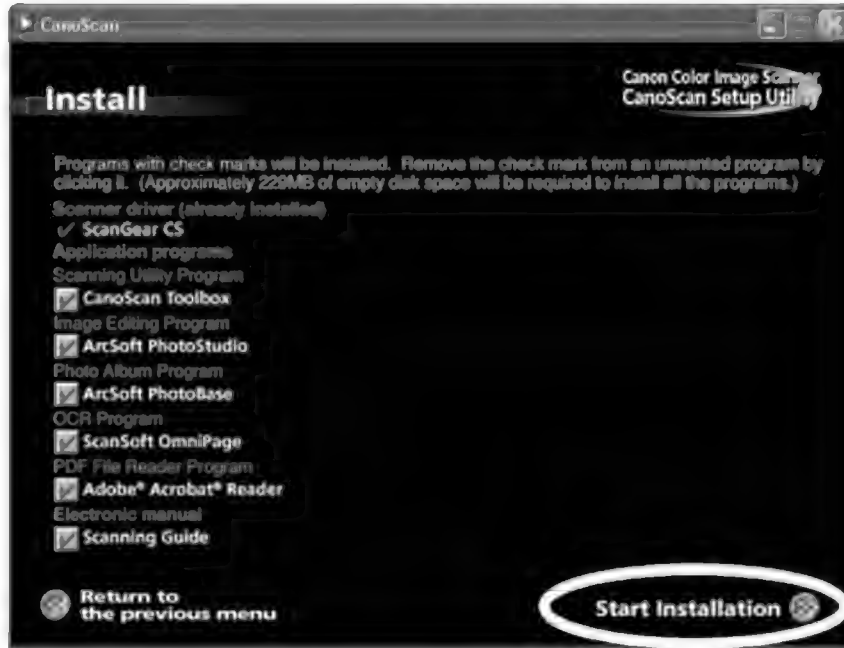 CanoScan
Install
Canon Color Image Scanner
CanoScan Setup Utility
Programs with check marks will be installed. Remove the check mark from an unwanted program by
clicking it. (Approximately 229MB of empty disk space will be required to install all the programs.)
Scanner driver (already installed)
ScanGear CS
Application programs
Scanning Utility Program
CanoScan Toolbox
Image Editing Program
ArcSoft PhotoStudio
Photo Album Program
ArcSoft PhotoBase
OCR Program
ScanSoft OmniPage
PDF File Reader Program
Adobe® Acrobat® Reader
Electronic manual
Scanning Guide
Return to
the previous menu
Start Installation